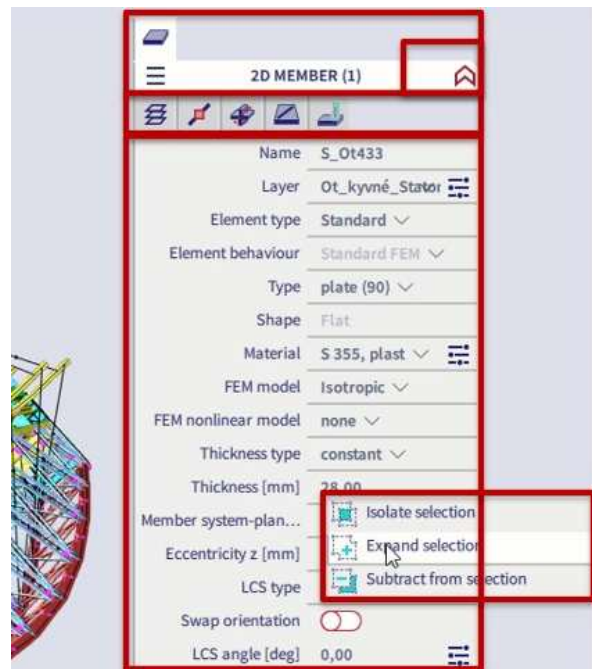 2D MEMBER (1)
Name S_Ot433
Layer
Element type Standard
Element behaviour Standard FEM
Type plate (90)
Shape Flat
Material S 355, plast
FEM model Isotropic
FEM nonlinear model none
Thickness type constant
Thickness [mm] 28,00
Member system-plan...
Isolate selection
Eccentricity z [mm]
Expand selection
LCS type
Subtract from selection
Swap orientation
LCS angle [deg] 0,00